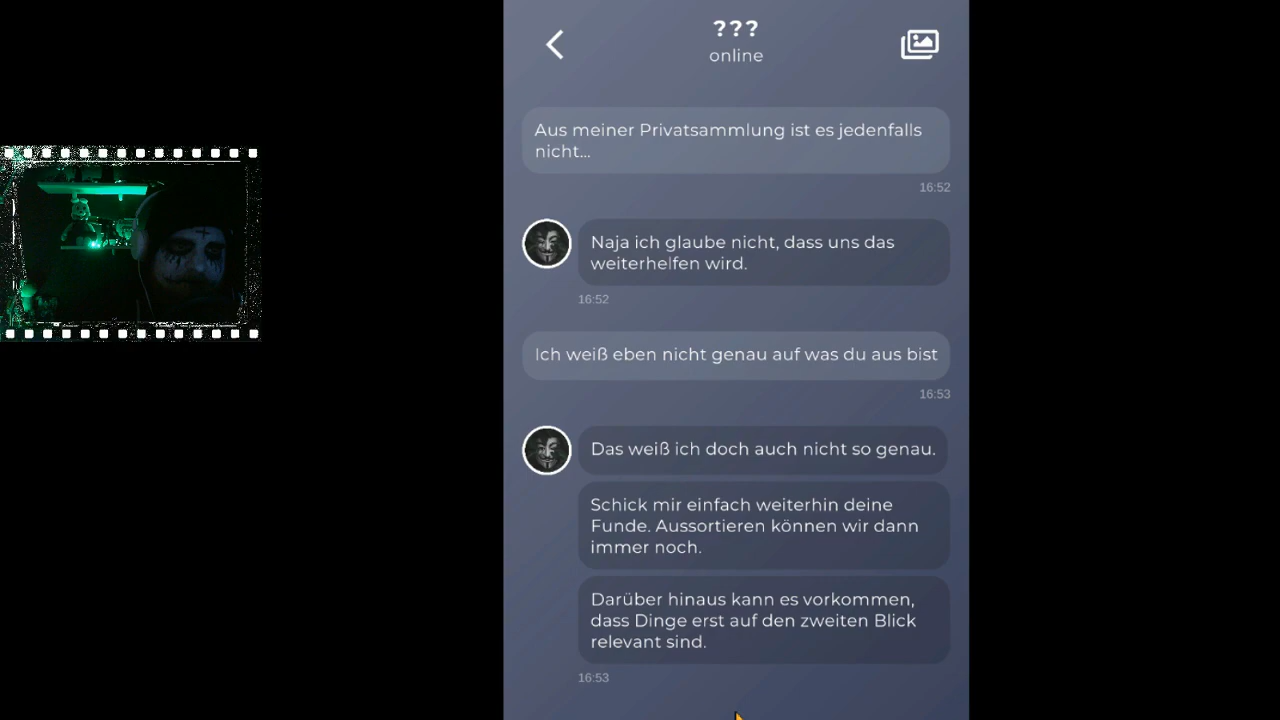 ???
online
Aus meiner Privatsammlung ist es jedenfalls
nicht...
16:52
Naja ich glaube nicht, dass uns das
weiterhelfen wird.
16:52
Ich weiß eben nicht genau auf was du aus bist
16:53
Das weiß ich doch auch nicht so genau.
Schick mir einfach weiterhin deine
Funde. Aussortieren können wir dann
immer noch.
Darüber hinaus kann es vorkommen,
dass Dinge erst auf den zweiten Blick
relevant sind.
16:53